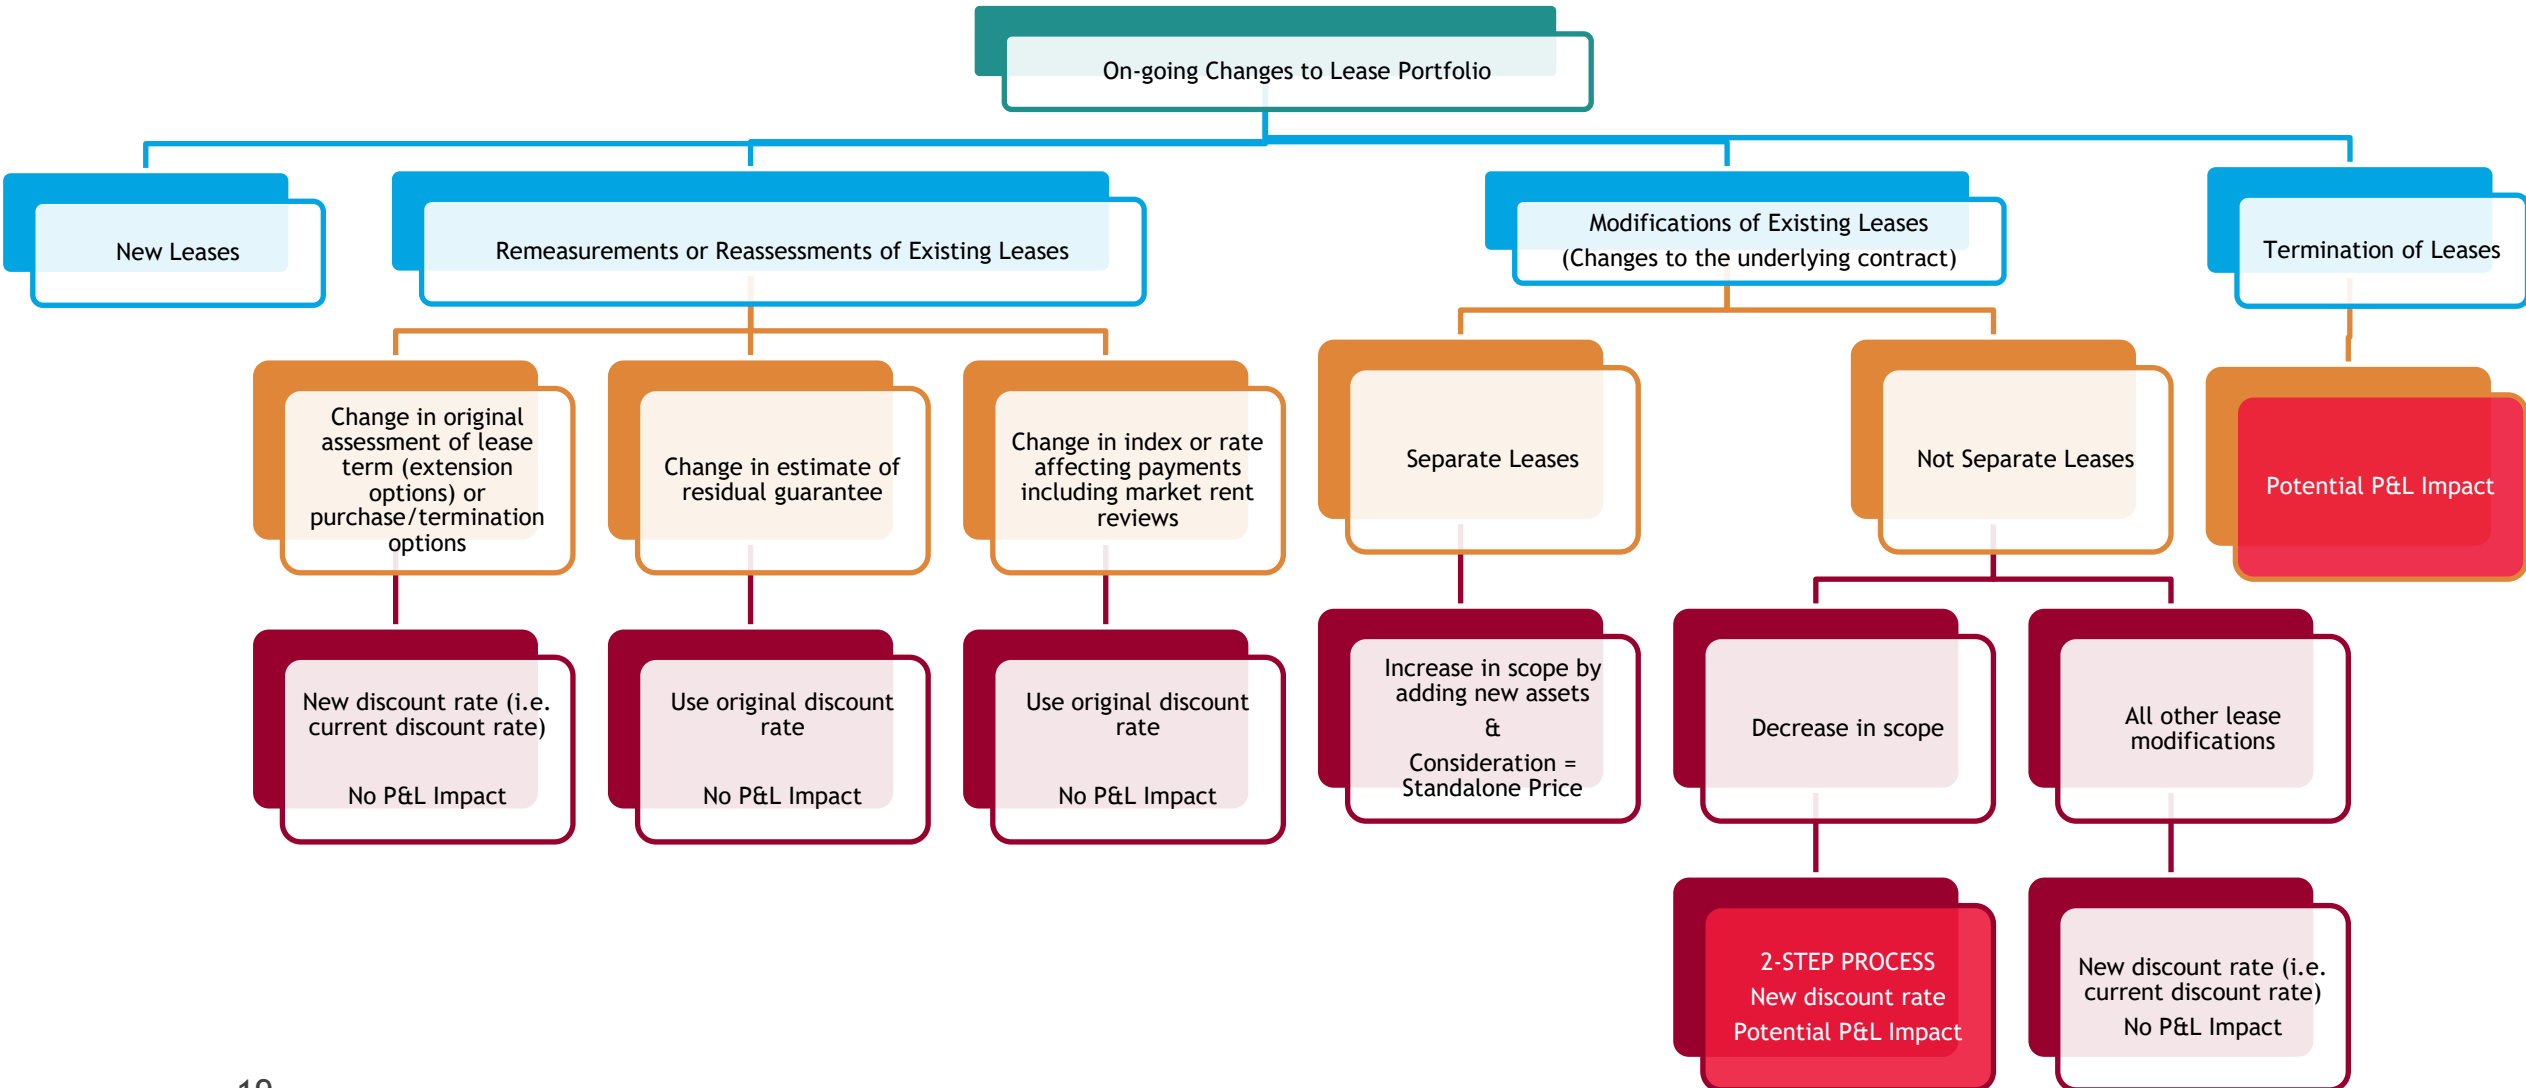 On-going Changes to Lease Portfolio
New Leases
Remeasurements or Reassessments of Existing Leases
Modifications of Existing Leases
(Changes to the underlying contract)
Termination of Leases
Change in original
assessment of lease
term (extension
options) or
purchase/termination
options
Change in estimate of
residual guarantee
Change in index or rate
affecting payments
including market rent
reviews
Separate Leases
Not Separate Leases
Potential P&L Impact
New discount rate (i.e.
current discount rate)
No P&L Impact
Use original discount
rate
No P&L Impact
Use original discount
rate
No P&L Impact
Increase in scope by
adding new assets
&
Consideration =
Standalone Price
Decrease in scope
All other lease
modifications
2-STEP PROCESS
New discount rate
Potential P&L Impact
New discount rate (i.e.
current discount rate)
No P&L Impact